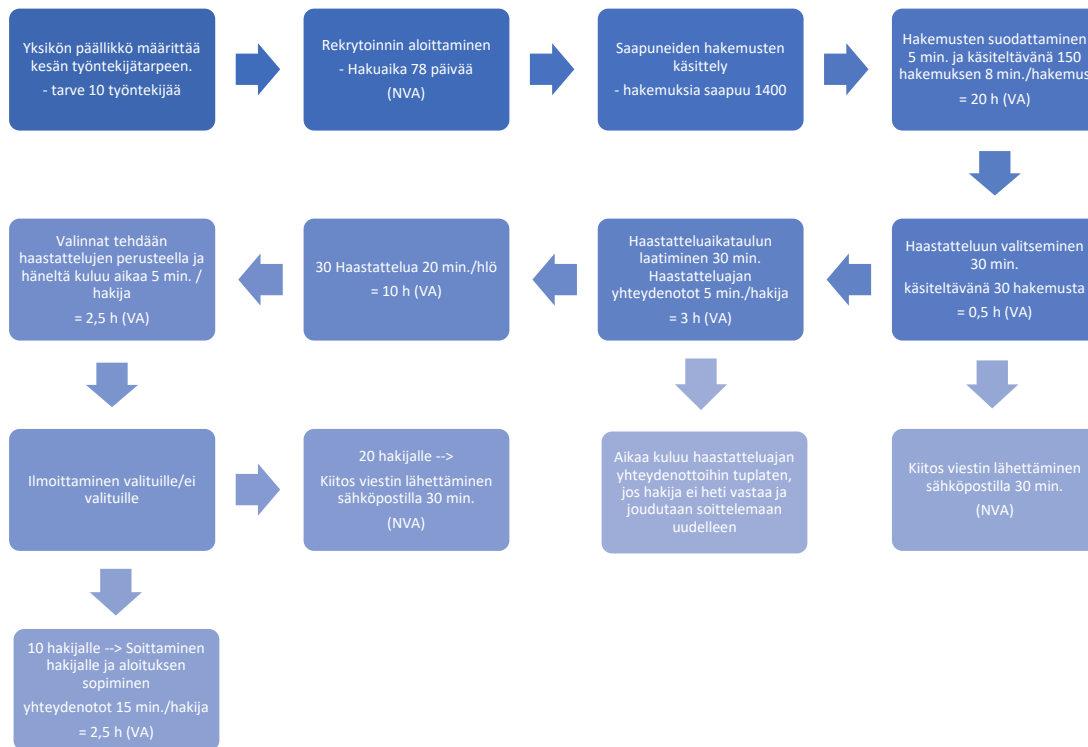 Yksikön päällikkö määrittää
kesän työntekijätarpeen.
- tarve 10 työntekijää
Rekrytoinnin aloittaminen
- Hakuaika 78 päivää
(NVA)
Saapuneiden hakemusten
käsittely
- hakemuksia saapuu 1400
Hakemusten suodattaminen
5 min. ja käsiteltävänä 150
hakemuksen 8 min./hakemus
= 20 h (VA)
Haastatteluun valitseminen
30 min.
käsiteltävänä 30 hakemusta
= 0,5 h (VA)
Haastatteluaikataulun
laatiminen 30 min.
Haastatteluajan
yhteydenotot 5 min./hakija
= 3 h (VA)
30 Haastattelua 20 min./hlö
= 10 h (VA)
Valinnat tehdään
haastattelujen perusteella ja
häneltä kuluu aikaa 5 min. /
hakija
= 2,5 h (VA)
Ilmoittaminen valituille/ei
valituille
20 hakijalle -->
Kiitos viestin lähettäminen
sähköpostilla 30 min.
(NVA)
Aikaa kuluu haastatteluajan
yhteydenottoihin tuplaten,
jos hakija ei heti vastaa ja
joudutaan soittelemaan
uudelleen
Kiitos viestin lähettäminen
sähköpostilla 30 min.
(NVA)
10 hakijalle --> Soittaminen
hakijalle ja aloituksen
sopiminen
yhteydenotot 15 min./hakija
= 2,5 h (VA)